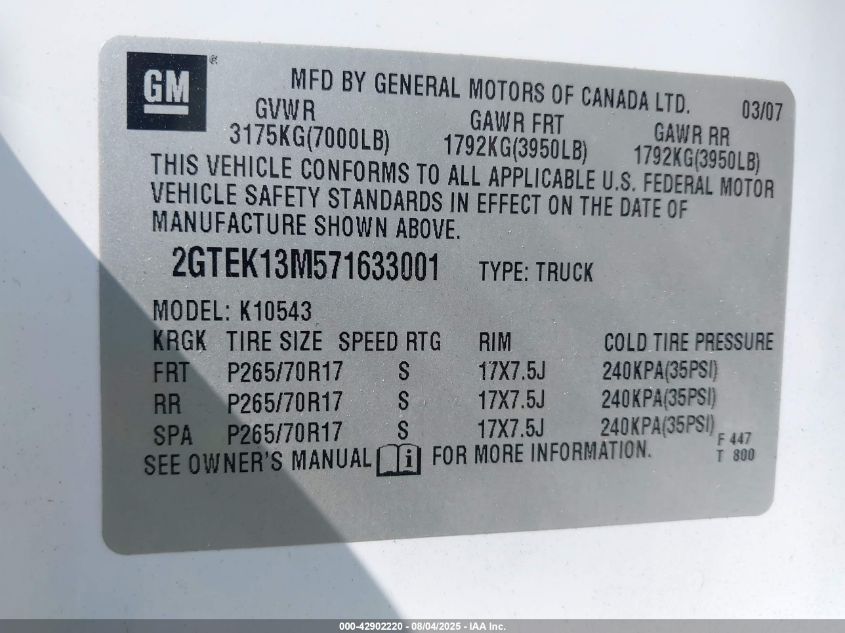 GM® MFD BY GENERAL MOTORS OF CANADA LTD. 03/07
GVWR GAWR FRT GAWR RR
3175KG(7000LB) 1792KG(3950LB) 1792KG(3950LB)
THIS VEHICLE CONFORMS TO ALL APPLICABLE U.S. FEDERAL MOTOR
VEHICLE SAFETY STANDARDS IN EFFECT ON THE DATE OF
MANUFACTURE SHOWN ABOVE.
2GTEK13M571633001 TYPE: TRUCK
MODEL: K10543
KRGK TIRE SIZE SPEED RTG RIM COLD TIRE PRESSURE
FRT P265/70R17 S 17X7.5J 240KPA(35PSI)
RR P265/70R17 S 17X7.5J 240KPA(35PSI)
SPA P265/70R17 S 17X7.5J 240KPA(35PSI) F 447
SEE OWNER'S MANUAL i FOR MORE INFORMATION. T 800
000-42902220 - 08/04/2025 - IAA Inc.